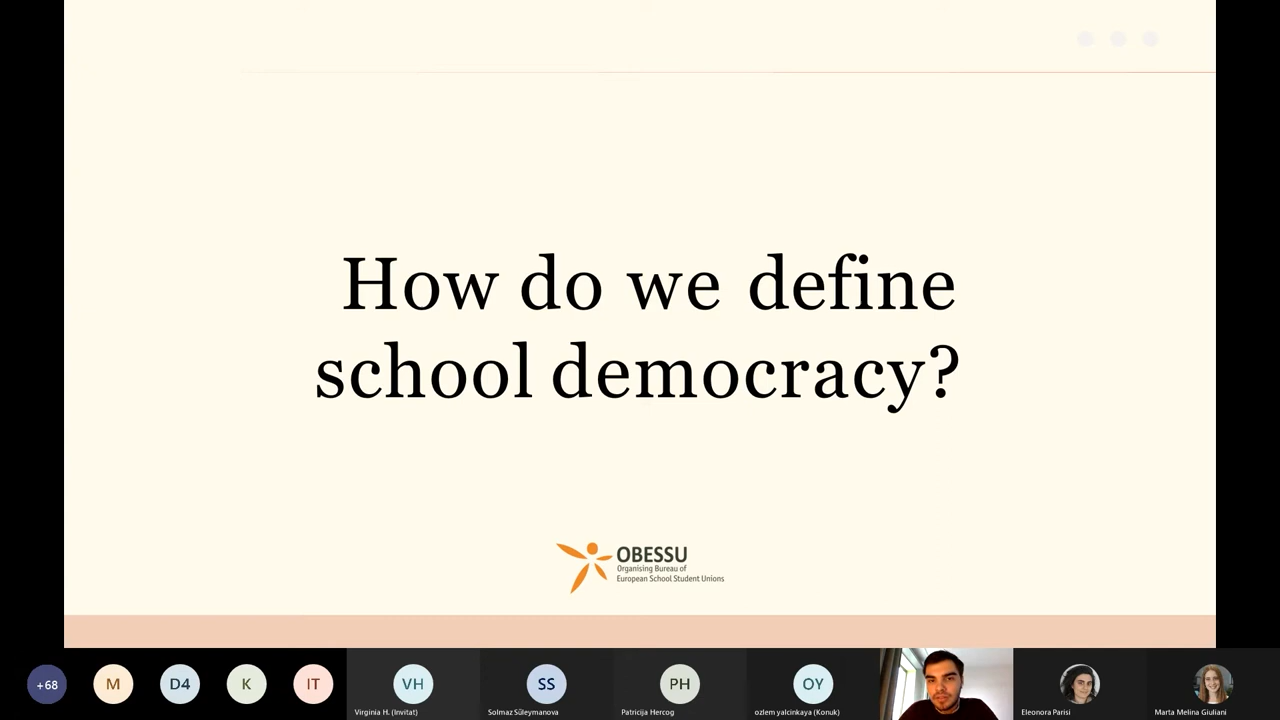 How do we define
school democracy?
OBESSU
Organising Bureau of
European School Student Unions
+68
M
D4
K
IT
VH
SS
PH
OY
Virginia H. (Invitat)
Solmaz Süleymanova
Patricija Hercog
ozlem yalcinkaya (Konuk)
Eleonora Parisi
Marta Melina Giuliani